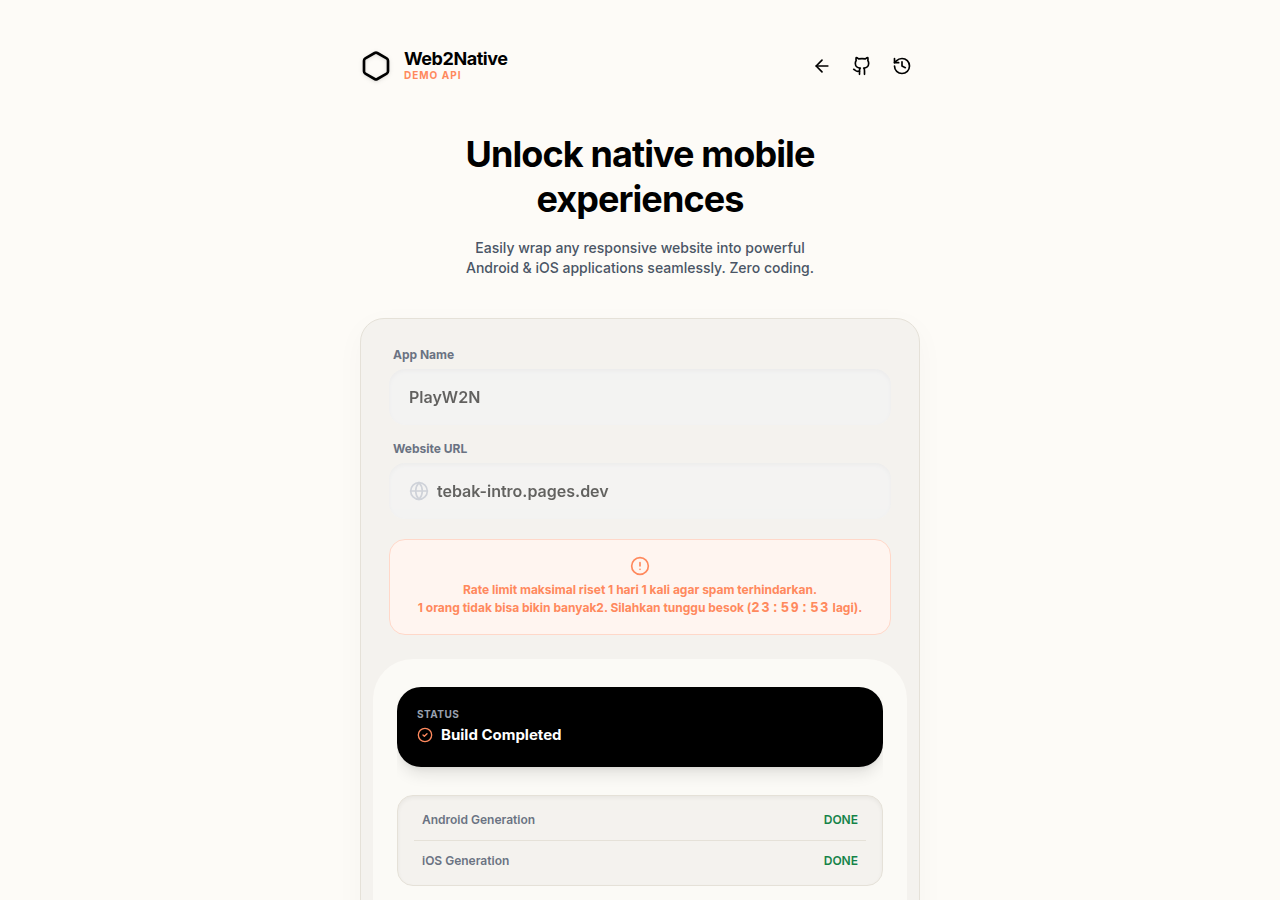 Web2Native
DEMO API
Unlock native mobile
experiences
Easily wrap any responsive website into powerful
Android & iOS applications seamlessly. Zero coding.
App Name
PlayW2N
Website URL
tebak-intro.pages.dev
Rate limit maksimal riset 1 hari 1 kali agar spam terhindarkan.
1 orang tidak bisa bikin banyak2. Silahkan tunggu besok (23:59:53 lagi).
STATUS
Build Completed
Android Generation DONE
iOS Generation DONE